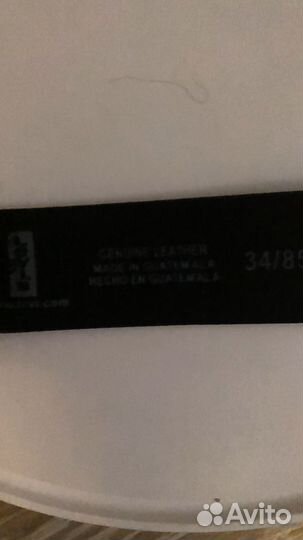 GENUINE LEATHER
MADE IN GUATEMALA
HECHO EN GUATEMALA
34/85
Avito